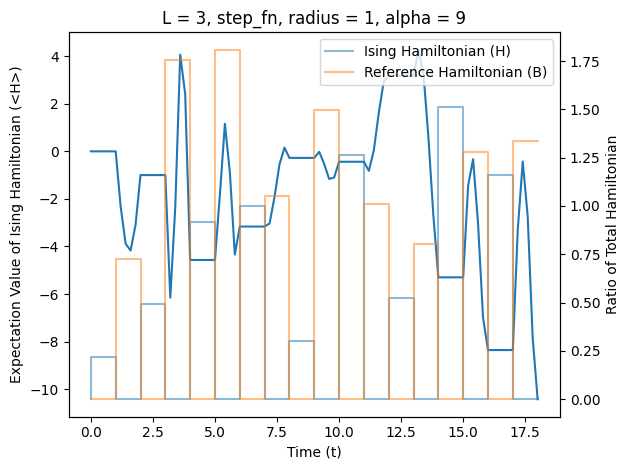 L = 3, step_fn, radius = 1, alpha = 9
Ising Hamiltonian (H)
Reference Hamiltonian (B)
Expectation Value of Ising Hamiltonian (<H>)
4
2
0
−2
−4
−6
−8
−10
1.75
1.50
1.25
1.00
0.75
0.50
0.25
0.00
Ratio of Total Hamiltonian
0.0 2.5 5.0 7.5 10.0 12.5 15.0 17.5
Time (t)